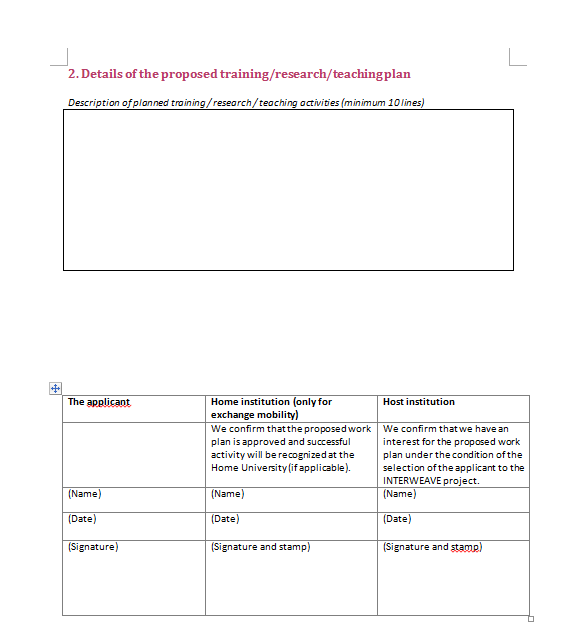 2. Details of the proposed training/research/teaching plan
Description of planned training/ research/ teaching activities (minimum 10 lines)
The applicant
Home institution (only for
exchange mobility)
Host institution
We confirm that the proposed work
plan is approved and successful
activity will be recognized at the
Home University (if applicable).
We confirm that we have an
interest for the proposed work
plan under the condition of the
selection of the applicant to the
INTERWEAVE project.
(Name)
(Name)
(Name)
(Date)
(Date)
(Date)
(Signature)
(Signature and stamp)
(Signature and stamp)